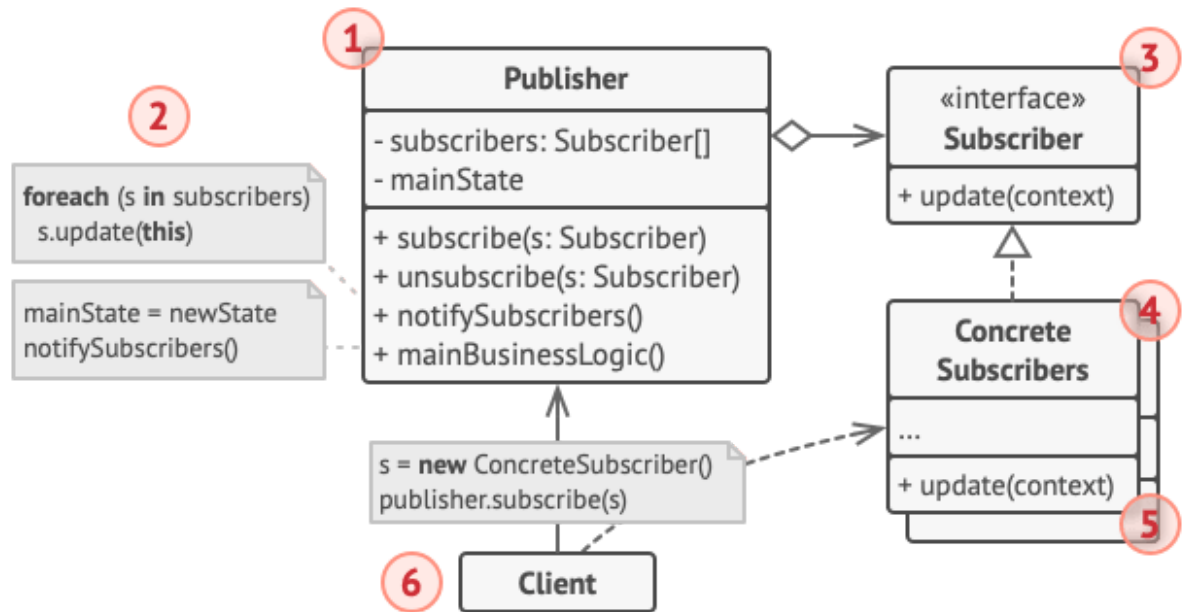 1
Publisher
- subscribers: Subscriber[]
- mainState
+ subscribe(s: Subscriber)
+ unsubscribe(s: Subscriber)
+ notifySubscribers()
+ mainBusinessLogic()
2
foreach (s in subscribers)
s.update(this)
mainState = newState
notifySubscribers()
3
«interface»
Subscriber
+ update(context)
4
Concrete
Subscribers
...
+ update(context)
5
s = new ConcreteSubscriber()
publisher.subscribe(s)
6
Client